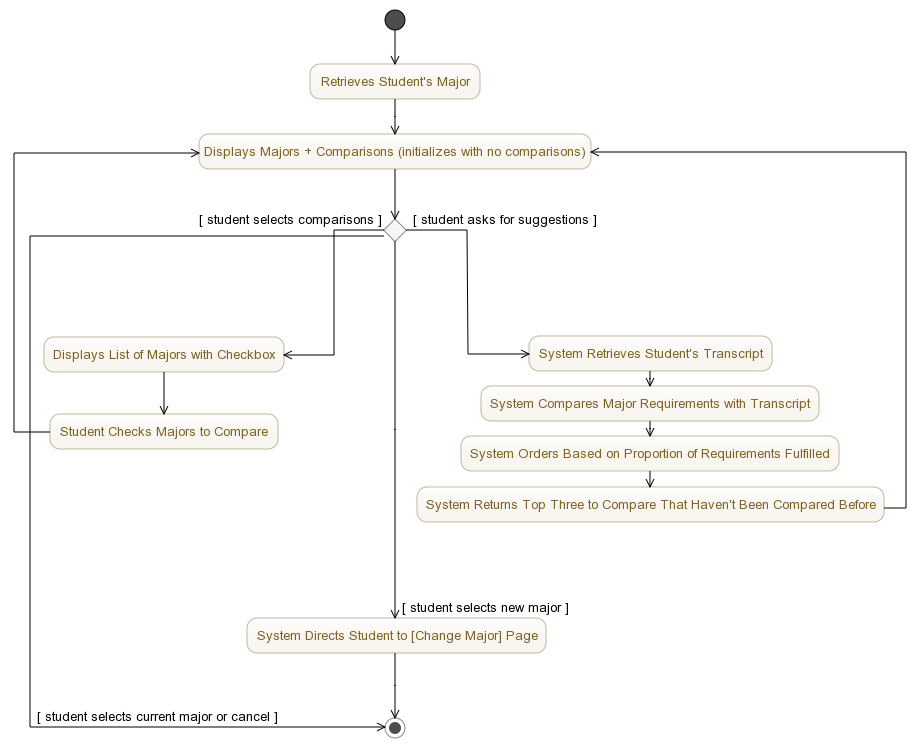 Retrieves Student's Major
Displays Majors + Comparisons (initializes with no comparisons)
[ student selects comparisons ]
[ student asks for suggestions ]
Displays List of Majors with Checkbox
Student Checks Majors to Compare
System Retrieves Student's Transcript
System Compares Major Requirements with Transcript
System Orders Based on Proportion of Requirements Fulfilled
System Returns Top Three to Compare That Haven't Been Compared Before
[ student selects new major ]
System Directs Student to [Change Major] Page
[ student selects current major or cancel ]